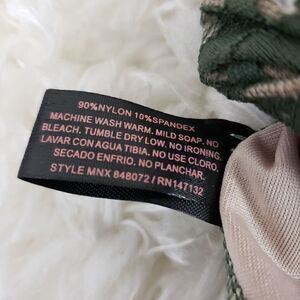 90%NYLON 10%SPANDEX
MACHINE WASH WARM. MILD SOAP. NO
BLEACH. TUMBLE DRY LOW. NO IRONING.
LAVAR CON AGUA TIBIA. NO USE CLORO.
SECADO ENFRIO. NO PLANCHAR.
STYLE MNX 848072 / RN147132